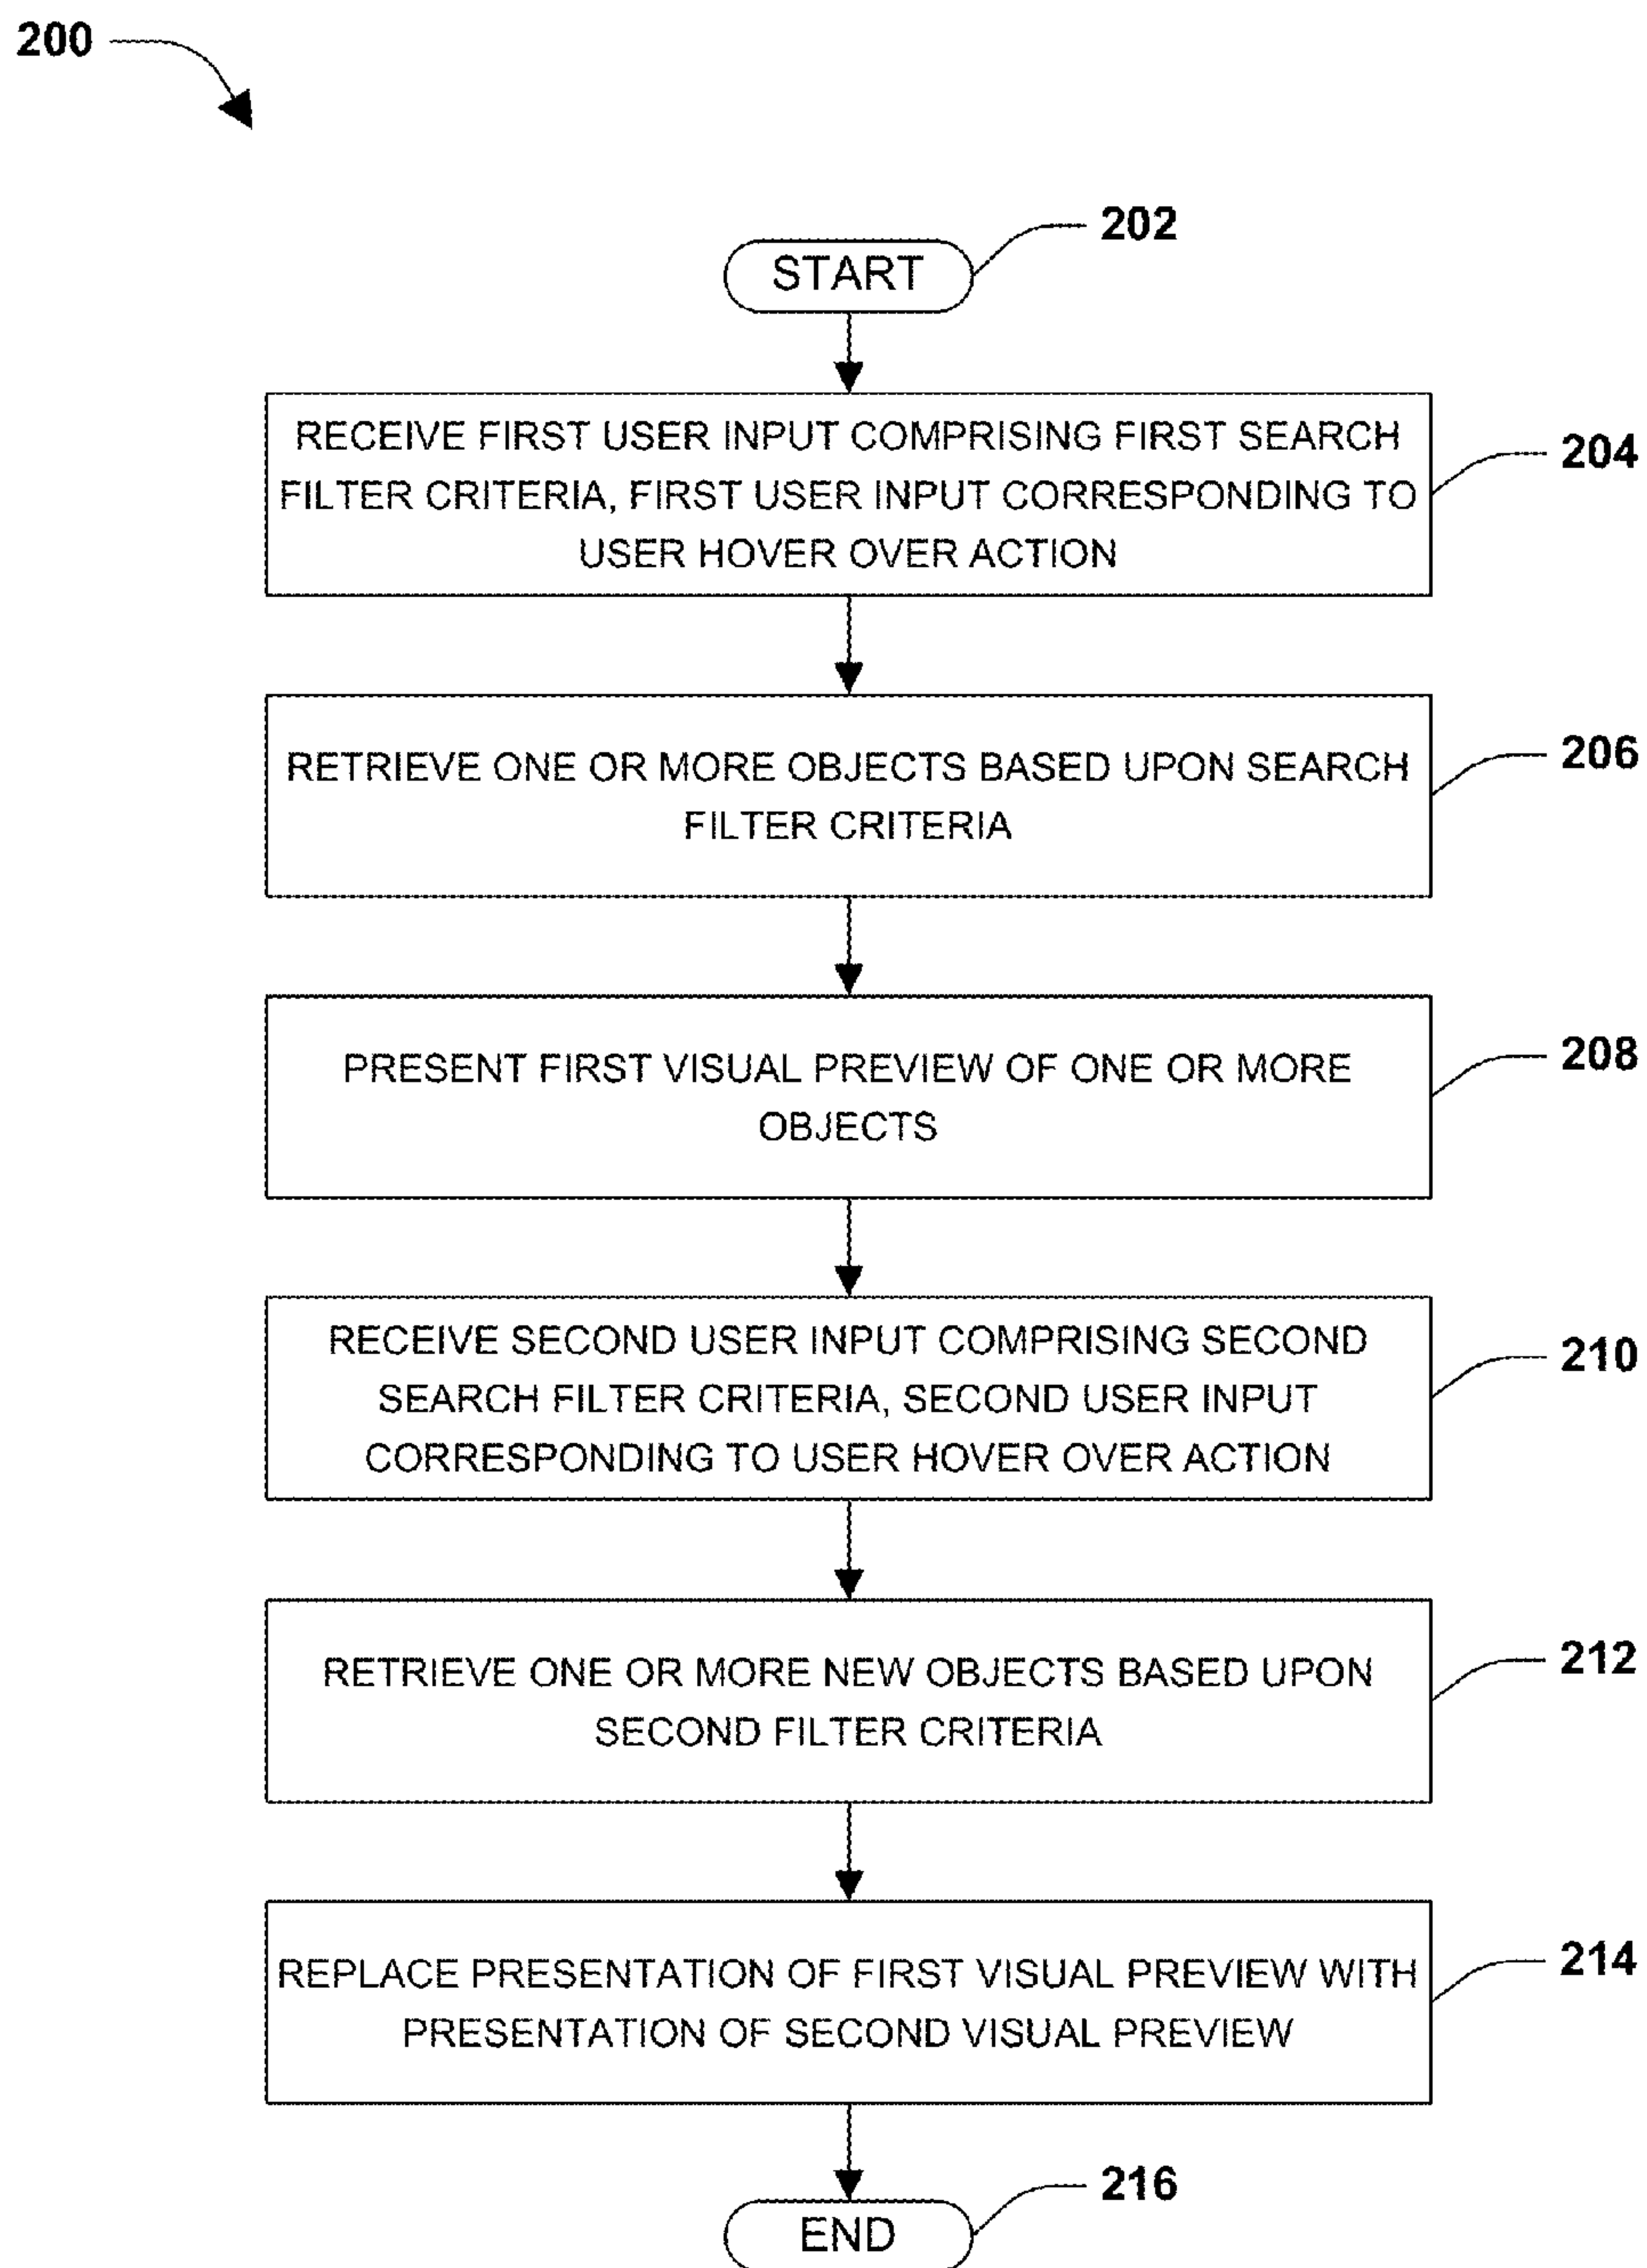 200
202
START
RECEIVE FIRST USER INPUT COMPRISING FIRST SEARCH
FILTER CRITERIA, FIRST USER INPUT CORRESPONDING TO
USER HOVER OVER ACTION
204
RETRIEVE ONE OR MORE OBJECTS BASED UPON SEARCH
FILTER CRITERIA
206
PRESENT FIRST VISUAL PREVIEW OF ONE OR MORE
OBJECTS
208
RECEIVE SECOND USER INPUT COMPRISING SECOND
SEARCH FILTER CRITERIA, SECOND USER INPUT
CORRESPONDING TO USER HOVER OVER ACTION
210
RETRIEVE ONE OR MORE NEW OBJECTS BASED UPON
SECOND FILTER CRITERIA
212
REPLACE PRESENTATION OF FIRST VISUAL PREVIEW WITH
PRESENTATION OF SECOND VISUAL PREVIEW
214
216
END